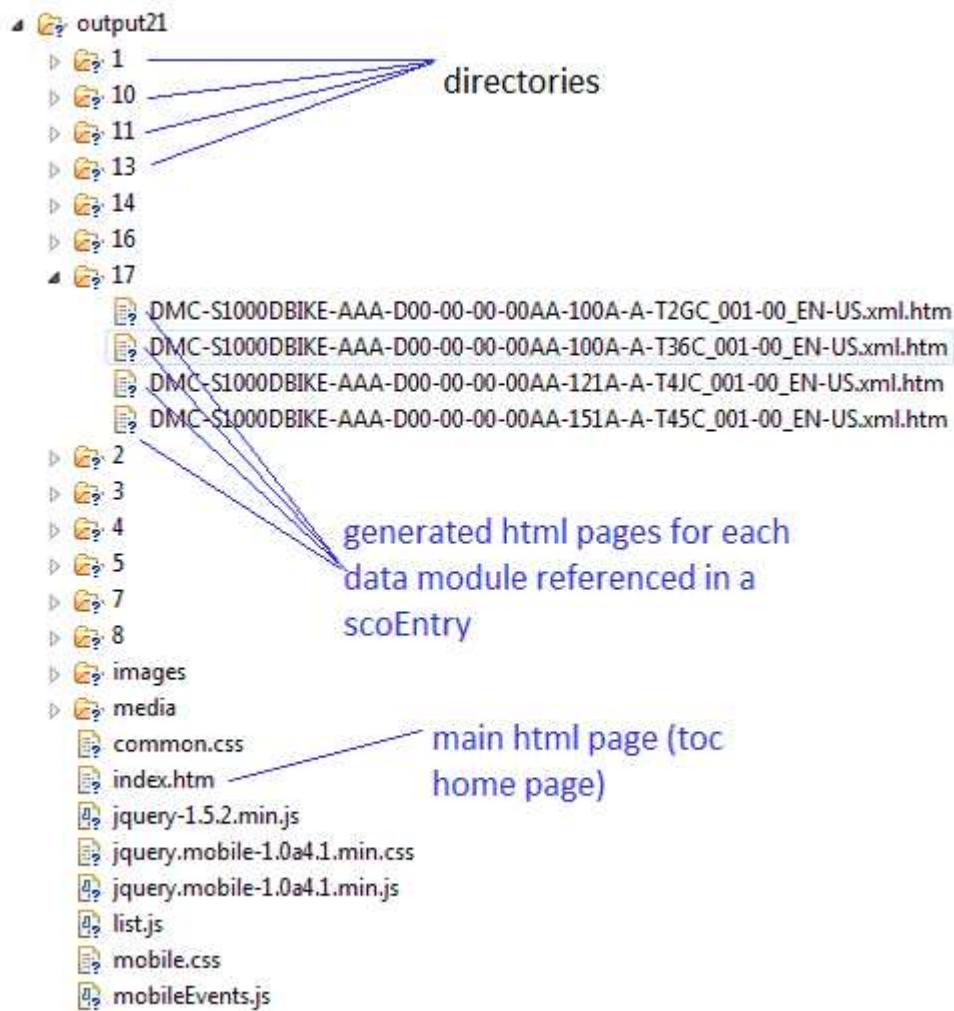 output21
1
directories
10
11
13
14
16
17
DMC-S1000DBIKE-AAA-D00-00-00-00AA-100A-A-T2GC_001-00_EN-US.xml.htm
DMC-S1000DBIKE-AAA-D00-00-00-00AA-100A-A-T36C_001-00_EN-US.xml.htm
DMC-S1000DBIKE-AAA-D00-00-00-00AA-121A-A-T4JC_001-00_EN-US.xml.htm
DMC-S1000DBIKE-AAA-D00-00-00-00AA-151A-A-T45C_001-00_EN-US.xml.htm
2
3
4
generated html pages for each
data module referenced in a
scoEntry
5
7
8
images
media
common.css
main html page (toc
home page)
index.htm
jquery-1.5.2.min.js
jquery.mobile-1.0a4.1.min.css
jquery.mobile-1.0a4.1.min.js
list.js
mobile.css
mobileEvents.js